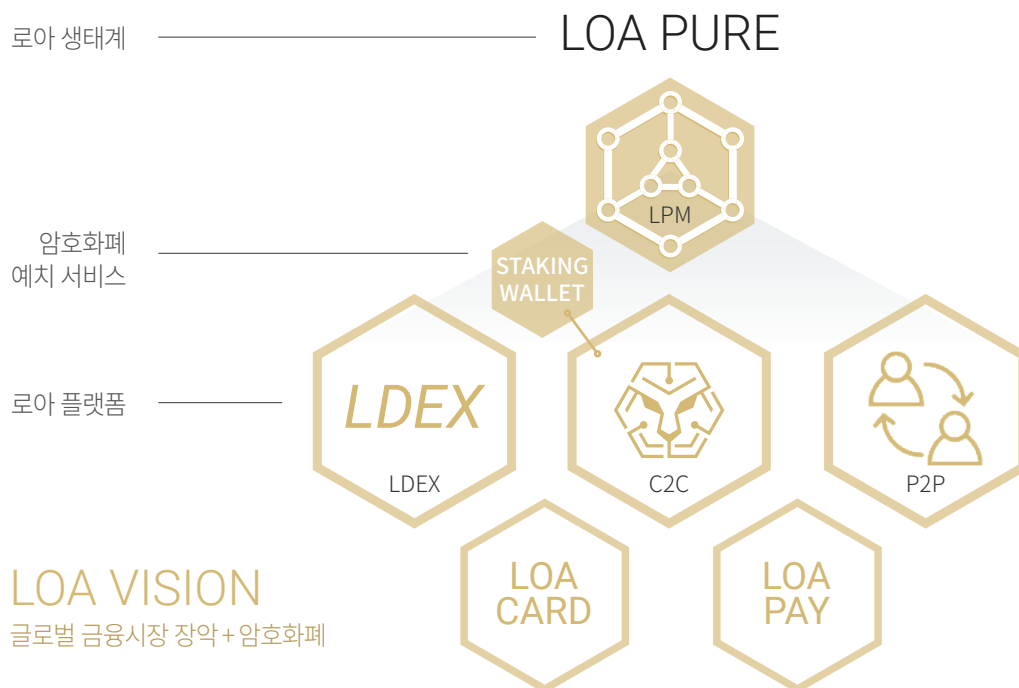 로아 생태계
LOA PURE
LPM
암호화폐
예치 서비스
STAKING
WALLET
로아 플랫폼
LDEX
LDEX
C2C
P2P
LOA
CARD
LOA
PAY
LOA VISION
글로벌 금융시장 장악 + 암호화폐